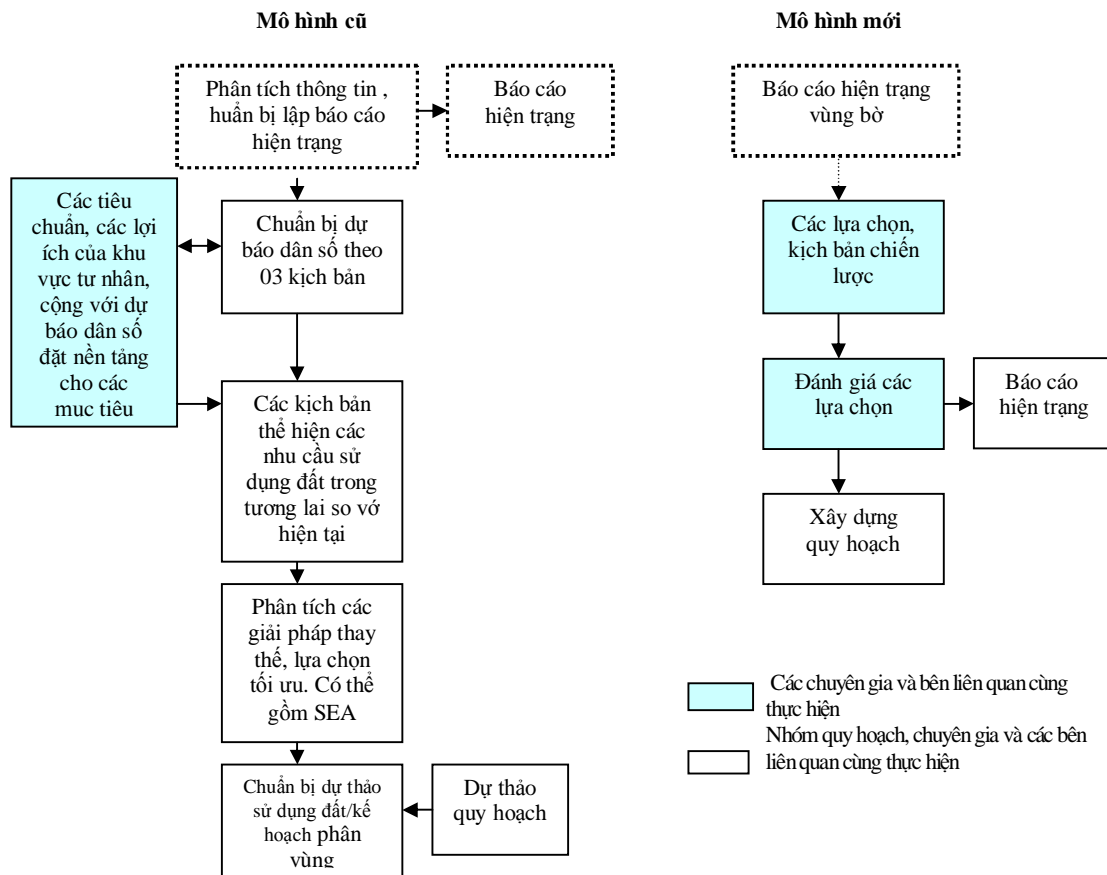 Mô hình cũ
Phân tích thông tin ,
huẩn bị lập báo cáo
hiện trạng
Báo cáo
hiện trạng
Các tiêu
chuẩn, các lợi
ích của khu
vực tư nhân,
cộng với dự
báo dân số
đặt nền tảng
cho các
muc tiêu
Chuẩn bị dự
báo dân số theo
03 kịch bản
Các kịch bản
thể hiện các
nhu cầu sử
dụng đất trong
tương lai so vớ
hiện tại
Phân tích các
giải pháp thay
thế, lựa chọn
tối ưu. Có thể
gồm SEA
Chuẩn bị dự thảo
sử dụng đất/kế
hoạch phân
vùng
Dự thảo
quy hoạch
Mô hình mới
Báo cáo hiện trạng
vùng bờ
Các lựa chọn,
kịch bản chiến
lược
Đánh giá các
lựa chọn
Báo cáo
hiện trạng
Xây dựng
quy hoạch
Các chuyên gia và bên liên quan cùng
thực hiện
Nhóm quy hoạch, chuyên gia và các bên
liên quan cùng thực hiện